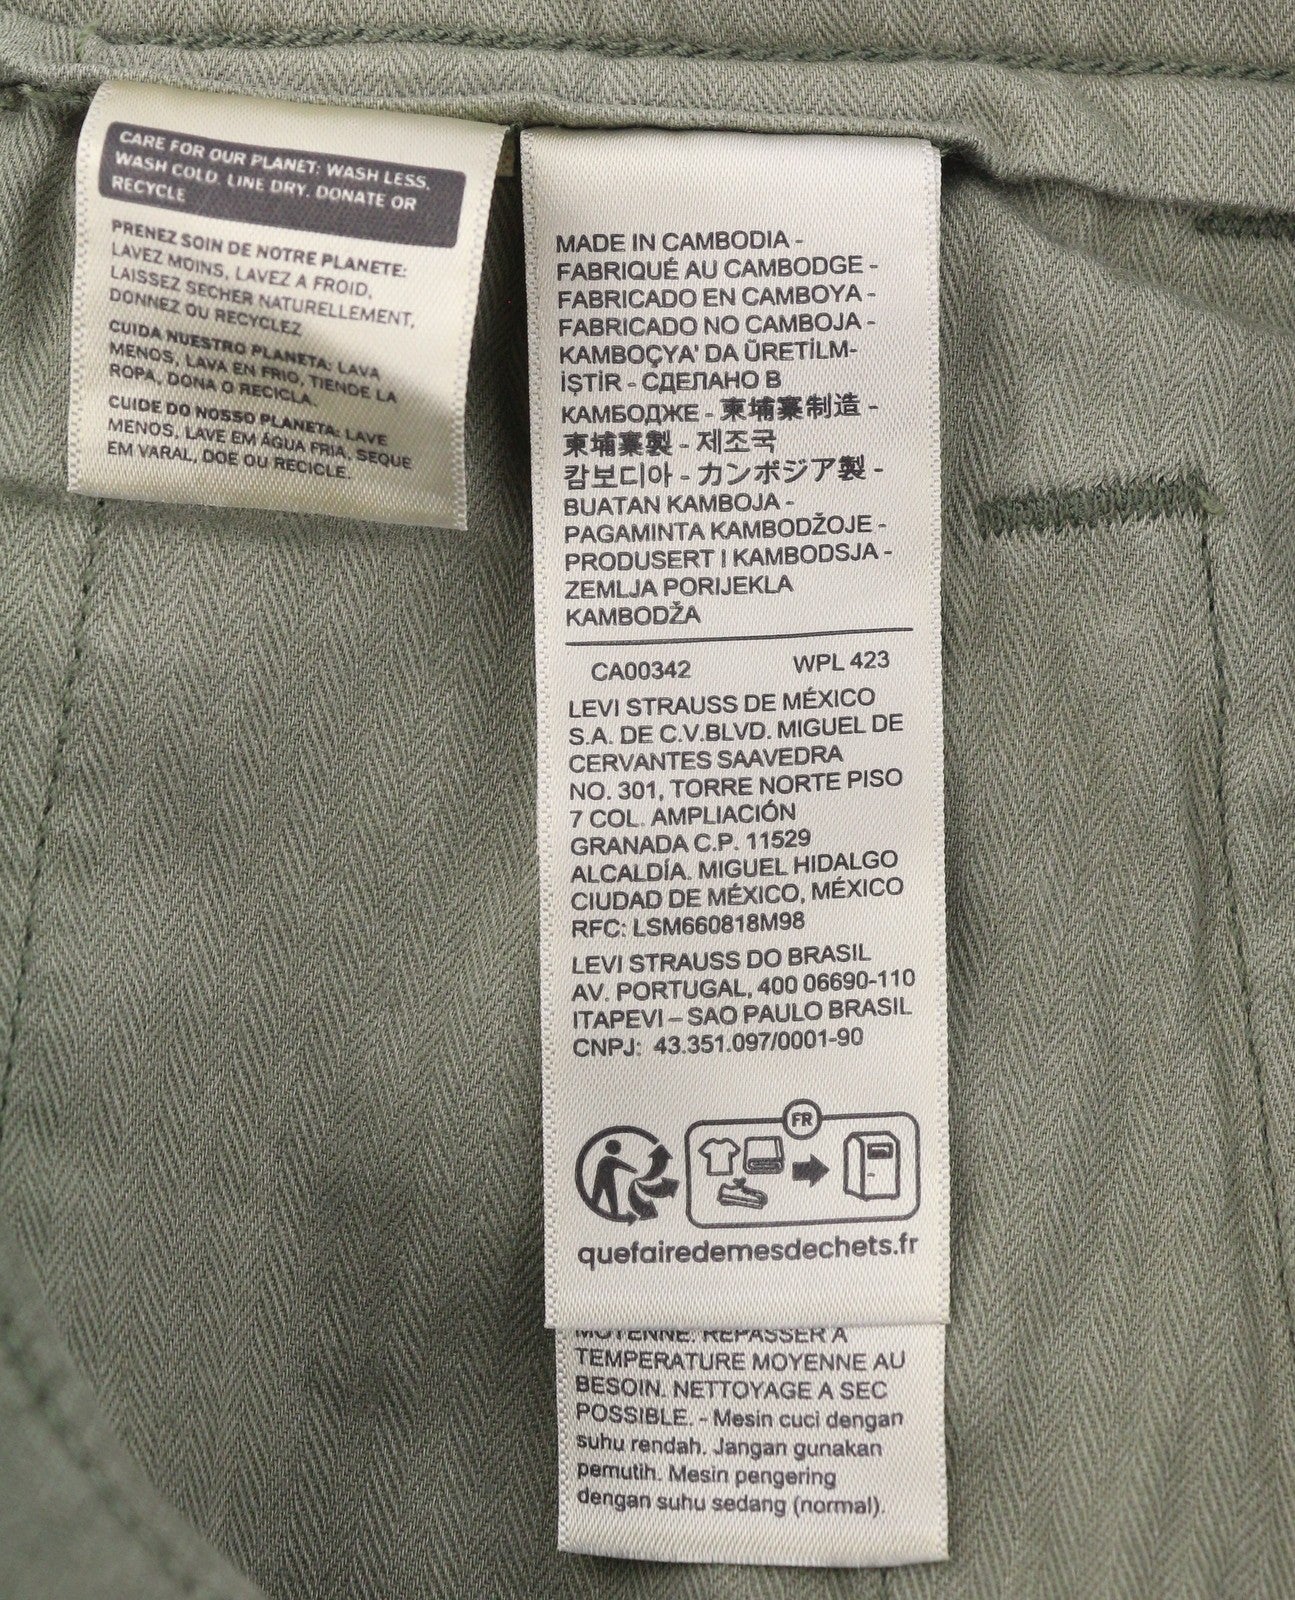 CARE FOR OUR PLANET: WASH LESS,
WASH COLD, LINE DRY, DONATE OR
RECYCLE
PRENEZ SOIN DE NOTRE PLANETE:
LAVEZ MOINS, LAVEZ A FROID,
LAISSEZ SECHER NATURELLEMENT,
DONNEZ OU RECYCLEZ
CUIDA NUESTRO PLANETA: LAVA
MENOS, LAVA EN FRIO, TIENDE LA
ROPA, DONA O RECICLA.
CUIDE DO NOSSO PLANETA: LAVE
MENOS, LAVE EM ÁGUA FRIA, SEQUE
EM VARAL, DOE OU RECICLE.
MADE IN CAMBODIA -
FABRIQUÉ AU CAMBODGE -
FABRICADO EN CAMBOYA -
FABRICADO NO CAMBOJA -
KAMBOÇYA' DA ÜRETİLM-
İŞTİR - СДЕЛАНО В
КАМБОДЖЕ - 柬埔寨制造 -
柬埔寨製 - 제조국
캄보디아 - カンボジア製 -
BUATAN KAMBOJA -
PAGAMINTA KAMBODŽOJE -
PRODUSERT I KAMBODSJA -
ZEMLJA PORIJEKLA
KAMBODŽA
CA00342 WPL 423
LEVI STRAUSS DE MÉXICO
S.A. DE C.V.BLVD. MIGUEL DE
CERVANTES SAAVEDRA
NO. 301, TORRE NORTE PISO
7 COL. AMPLIACIÓN
GRANADA C.P. 11529
ALCALDÍA. MIGUEL HIDALGO
CIUDAD DE MÉXICO, MÉXICO
RFC: LSM660818M98
LEVI STRAUSS DO BRASIL
AV. PORTUGAL, 400 06690-110
ITAPEVI – SAO PAULO BRASIL
CNPJ: 43.351.097/0001-90
FR
quefairedemesdechets.fr
MOYENNE. REPASSER A
TEMPERATURE MOYENNE AU
BESOIN. NETTOYAGE A SEC
POSSIBLE. - Mesin cuci dengan
suhu rendah. Jangan gunakan
pemutih. Mesin pengering
dengan suhu sedang (normal).